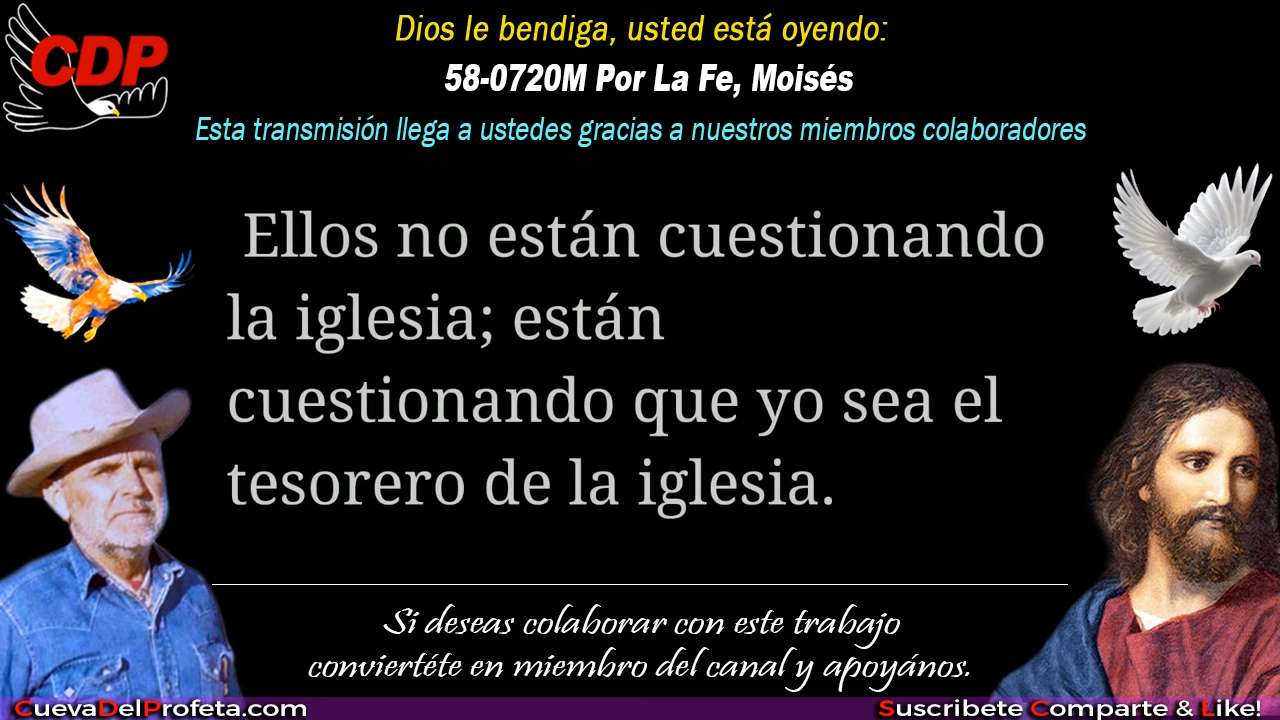 CDP
Dios le bendiga, usted está oyendo:
58-0720M Por La Fe, Moisés
Esta transmisión llega a ustedes gracias a nuestros miembros colaboradores
Ellos no están cuestionando
la iglesia; están
cuestionando que yo sea el
tesorero de la iglesia.
Si deseas colaborar con este trabajo
conviertéte en miembro del canal y apoyános.
CuevaDelProfeta.com
Suscribete Comparte & Like!